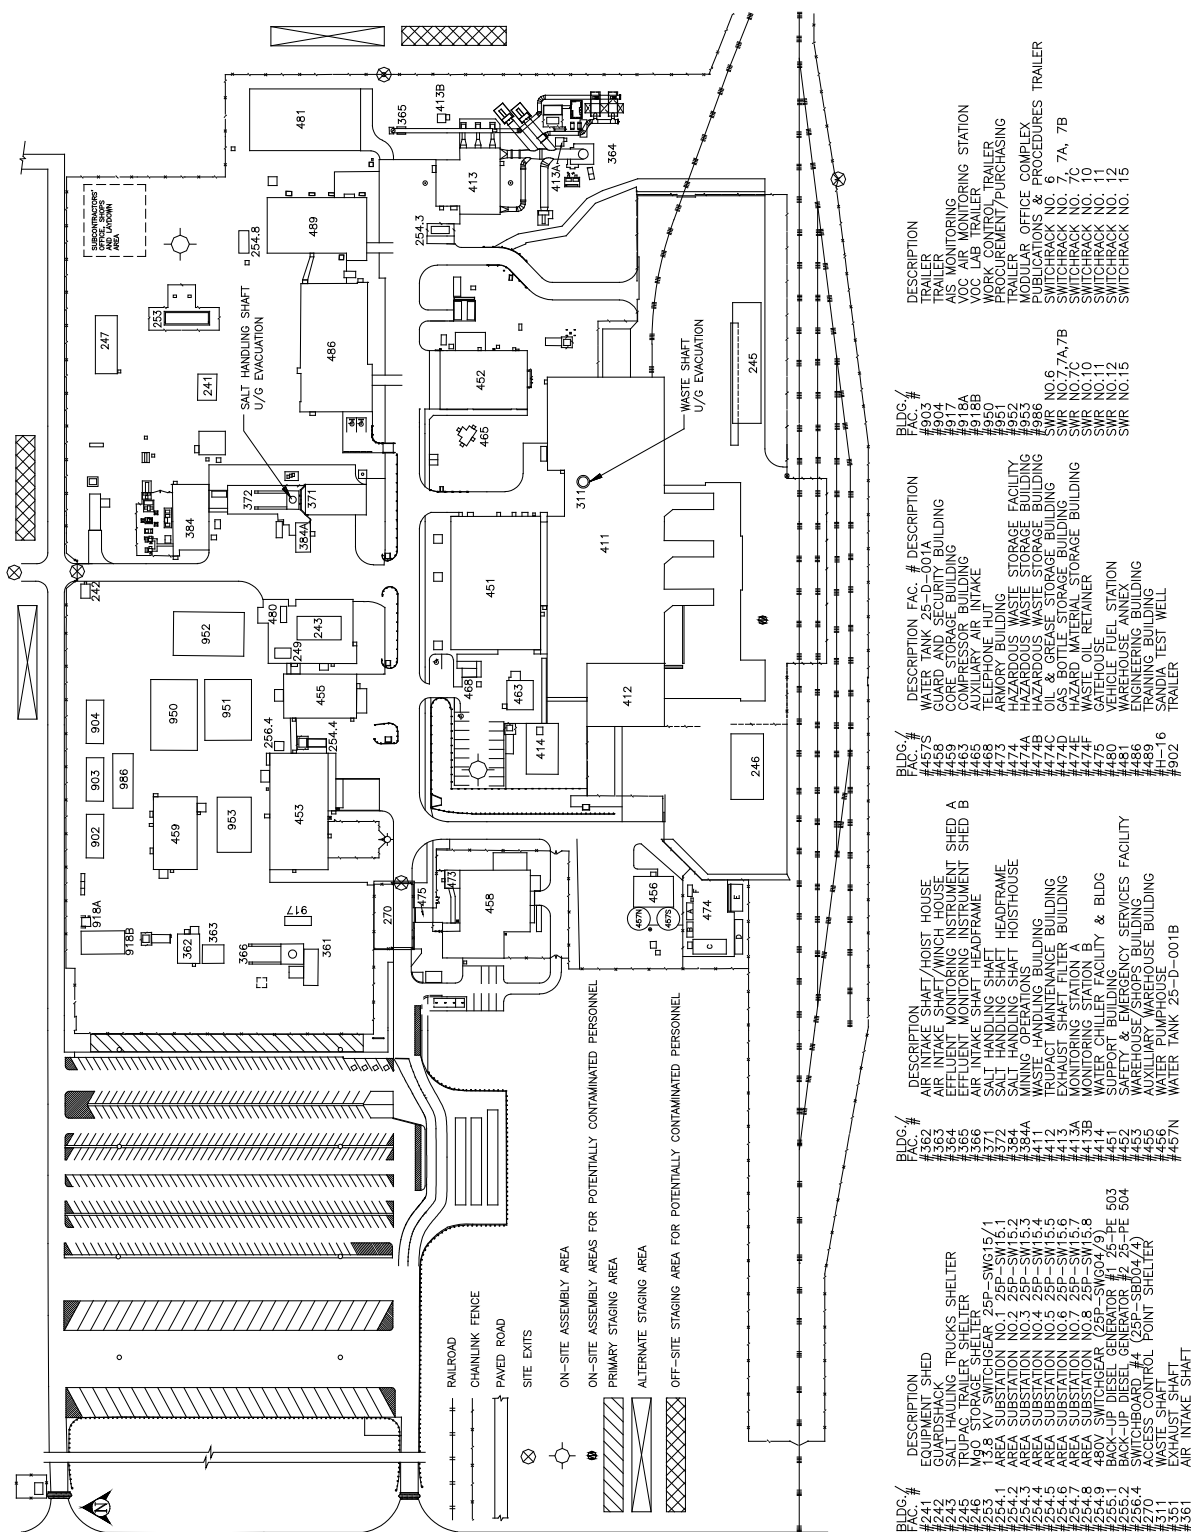 SUBCONTRACTORS'
OFFICE, SHOPS
AND LAYDOWN
AREA
481
365
413B
413
413A
364
254.3
489
254.8
253
247
241
486
SALT HANDLING SHAFT
U/G EVACUATION
452
465
WASTE SHAFT
U/G EVACUATION
245
311
411
372
371
384
384A
242
480
243
249
952
451
468
463
412
414
246
455
950
951
904
903
902
986
256.4
254.4
453
459
953
475
473
458
456
457N
457S
474
A
B
C
D
E
F
270
917
918A
918B
362
363
366
361
N
RAILROAD
CHAINLINK FENCE
PAVED ROAD
SITE EXITS
ON-SITE ASSEMBLY AREA
ON-SITE ASSEMBLY AREAS FOR POTENTIALLY CONTAMINATED PERSONNEL
PRIMARY STAGING AREA
ALTERNATE STAGING AREA
OFF-SITE STAGING AREA FOR POTENTIALLY CONTAMINATED PERSONNEL
BLDG./
FAC. # DESCRIPTION
#241 EQUIPMENT SHED
#242 GUARDSHACK
#243 SALT HAULING TRUCKS SHELTER
#245 TRUPAC TRAILER SHELTER
#246 MgO STORAGE SHELTER
#253 13.8 KV SWITCHGEAR 25P-SWG15/1
#254.1 AREA SUBSTATION NO.1 25P-SW15.1
#254.2 AREA SUBSTATION NO.2 25P-SW15.2
#254.3 AREA SUBSTATION NO.3 25P-SW15.3
#254.4 AREA SUBSTATION NO.4 25P-SW15.4
#254.5 AREA SUBSTATION NO.5 25P-SW15.5
#254.6 AREA SUBSTATION NO.6 25P-SW15.6
#254.7 AREA SUBSTATION NO.7 25P-SW15.7
#254.8 AREA SUBSTATION NO.8 25P-SW15.8
#254.9 480V SWITCHGEAR (25P-SWG04/9)
#255.1 BACK-UP DIESEL GENERATOR #1 25-PE 503
#255.2 BACK-UP DIESEL GENERATOR #2 25-PE 504
#256.4 SWITCHBOARD #4 (25P-SBD04/4)
#270 ACCESS CONTROL POINT SHELTER
#311 WASTE SHAFT
#351 EXHAUST SHAFT
#361 AIR INTAKE SHAFT
BLDG./
FAC. # DESCRIPTION
#362 AIR INTAKE SHAFT/HOIST HOUSE
#363 AIR INTAKE SHAFT/WINCH HOUSE
#364 EFFLUENT MONITORING INSTRUMENT SHED A
#365 EFFLUENT MONITORING INSTRUMENT SHED B
#366 AIR INTAKE SHAFT HEADFRAME
#371 SALT HANDLING SHAFT
#372 SALT HANDLING SHAFT HEADFRAME
#384 SALT HANDLING SHAFT HOISTHOUSE
#384A MINING OPERATIONS
#411 WASTE HANDLING BUILDING
#412 TRUPACT MAINTENANCE BUILDING
#413 EXHAUST SHAFT FILTER BUILDING
#413A MONITORING STATION A
#413B MONITORING STATION B
#414 WATER CHILLER FACILITY & BLDG
#451 SUPPORT BUILDING
#452 SAFETY & EMERGENCY SERVICES FACILITY
#453 WAREHOUSE/SHOPS BUILDING
#455 AUXILIARY WAREHOUSE BUILDING
#456 WATER PUMPHOUSE
#457N WATER TANK 25-D-001B
BLDG./
FAC. # DESCRIPTION FAC. # DESCRIPTION
#457S WATER TANK 25-D-001A
#458 GUARD AND SECURITY BUILDING
#459 CORE STORAGE BUILDING
#463 COMPRESSOR BUILDING
#465 AUXILIARY AIR INTAKE
#468 TELEPHONE HUT
#473 ARMORY BUILDING
#474 HAZARDOUS WASTE STORAGE FACILITY
#474A HAZARDOUS WASTE STORAGE BUILDING
#474B HAZARDOUS WASTE STORAGE BUILDING
#474C OIL & GREASE STORAGE BUILDING
#474D GAS BOTTLE STORAGE BUILDING
#474E HAZARD MATERIAL STORAGE BUILDING
#474F WASTE OIL RETAINER
#475 GATEHOUSE
#480 VEHICLE FUEL STATION
#481 WAREHOUSE ANNEX
#486 ENGINEERING BUILDING
#489 TRAINING BUILDING
#H-16 SANDIA TEST WELL
#902 TRAILER
BLDG./
FAC. # DESCRIPTION
#903 TRAILER
#904 TRAILER
#917 AIS MONITORING
#918A VOC AIR MONITORING STATION
#918B VOC LAB TRAILER
#950 WORK CONTROL TRAILER
#951 PROCUREMENT/PURCHASING
#952 TRAILER
#953 MODULAR OFFICE COMPLEX
#986 PUBLICATIONS & PROCEDURES TRAILER
SWR NO.6 SWITCHRACK NO. 6
SWR NO.7,7A,7B SWITCHRACK NO. 7, 7A, 7B
SWR NO.7C SWITCHRACK NO. 7C
SWR NO.10 SWITCHRACK NO. 10
SWR NO.11 SWITCHRACK NO. 11
SWR NO.12 SWITCHRACK NO. 12
SWR NO.15 SWITCHRACK NO. 15